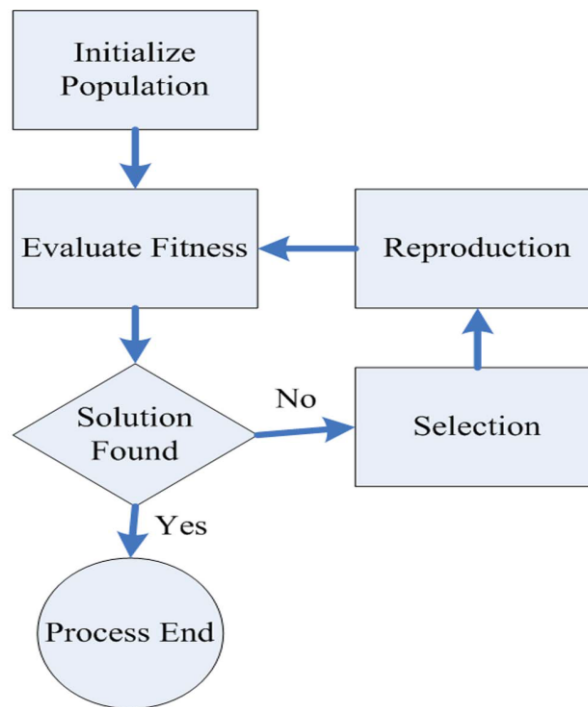 Initialize
Population
Evaluate Fitness
Reproduction
Solution
Found
No
Selection
Yes
Process End